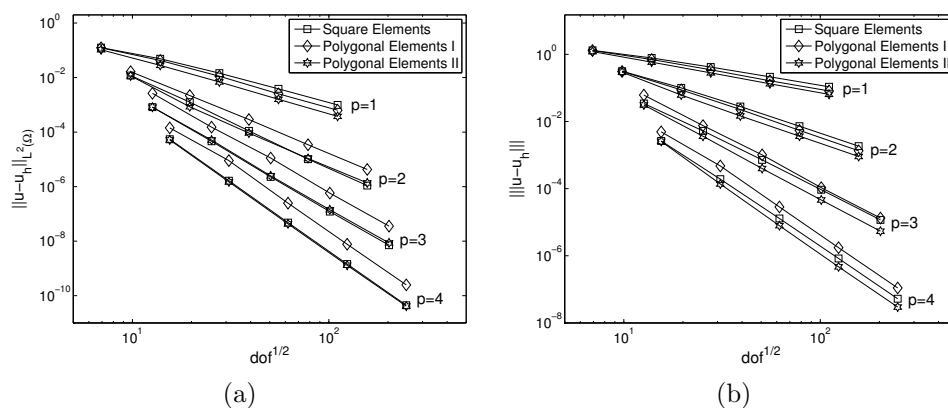 ||u−u_h||_{L^2(Ω)}
10^0
10^{−2}
10^{−4}
10^{−6}
10^{−8}
10^{−10}
Square Elements
Polygonal Elements I
Polygonal Elements II
p=1
p=2
p=3
p=4
10^1
10^2
dof^{1/2}
(a)
|||u−u_h|||
10^0
10^{−2}
10^{−4}
10^{−6}
10^{−8}
Square Elements
Polygonal Elements I
Polygonal Elements II
p=1
p=2
p=3
p=4
10^1
10^2
dof^{1/2}
(b)